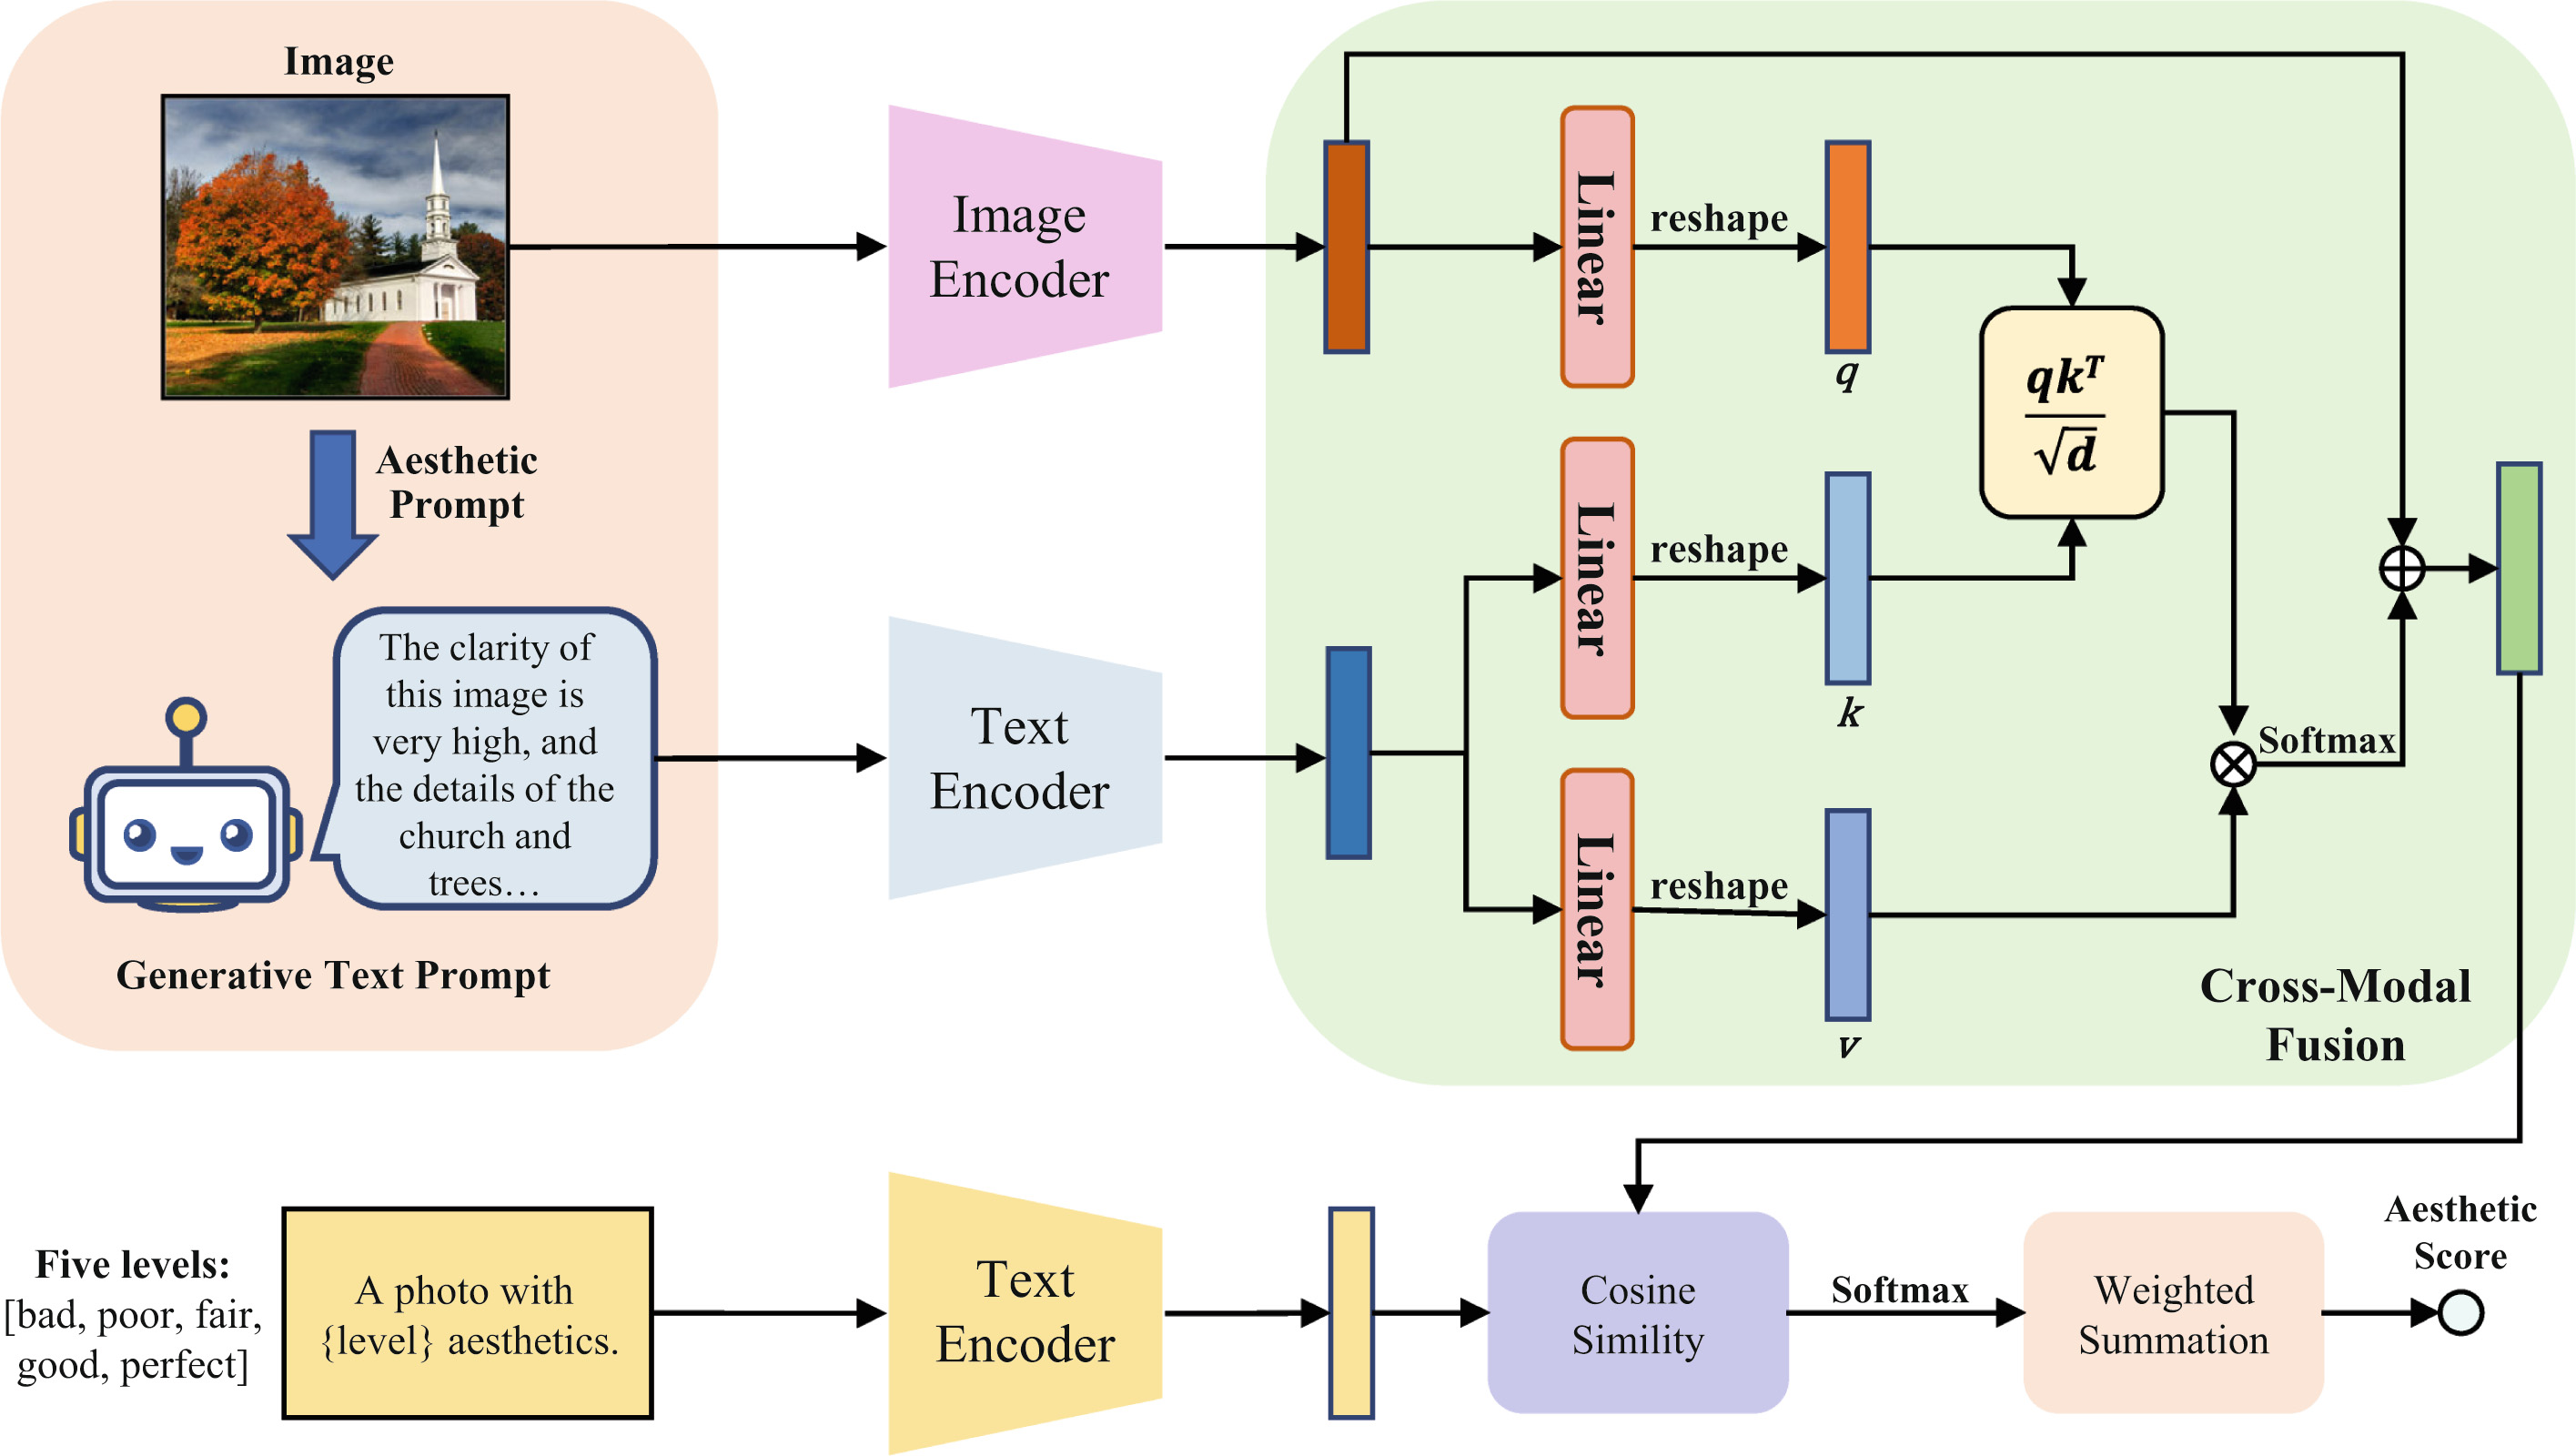 Image
Aesthetic
Prompt
The clarity of
this image is
very high, and
the details of the
church and
trees...
Generative Text Prompt
Image
Encoder
Text
Encoder
Linear
reshape
q
Linear
reshape
k
Linear
reshape
v
qk^T
√d
Softmax
Cross-Modal
Fusion
Five levels:
[bad, poor, fair,
good, perfect]
A photo with
{level} aesthetics.
Text
Encoder
Cosine
Simility
Softmax
Weighted
Summation
Aesthetic
Score